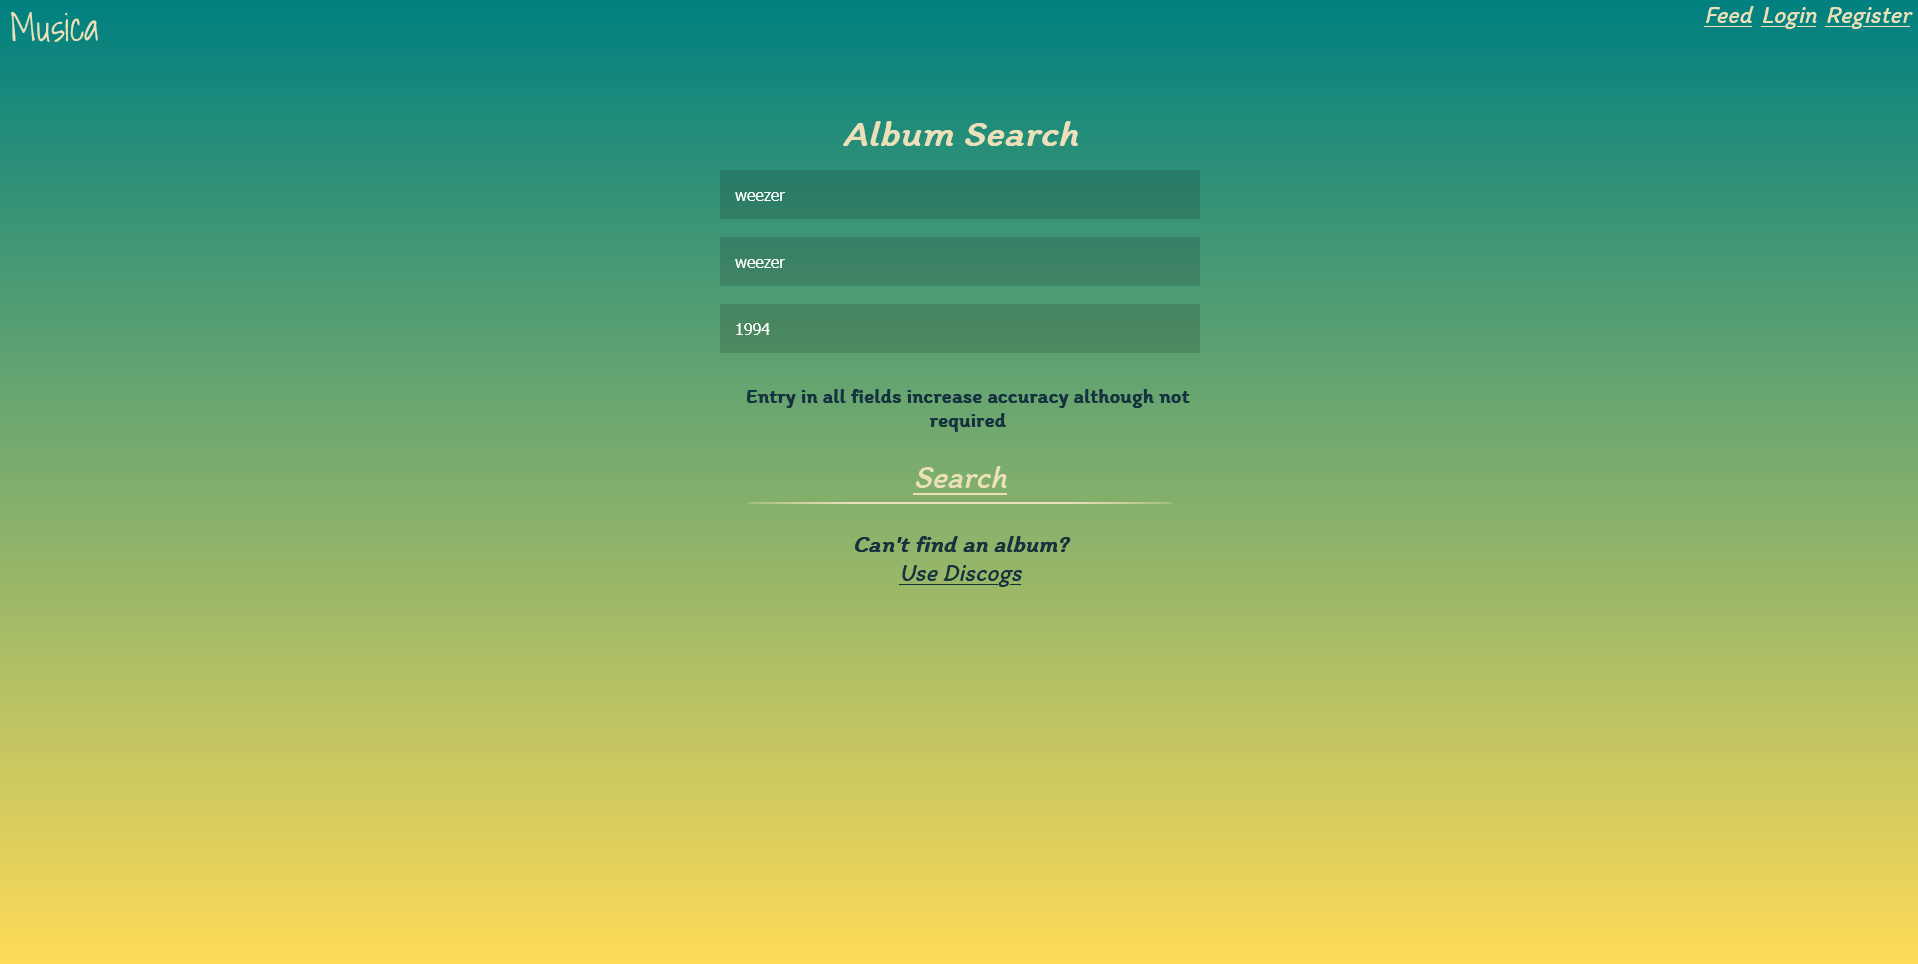 Musica
Feed Login Register
Album Search
weezer
weezer
1994
Entry in all fields increase accuracy although not
required
Search
Can't find an album?
Use Discogs